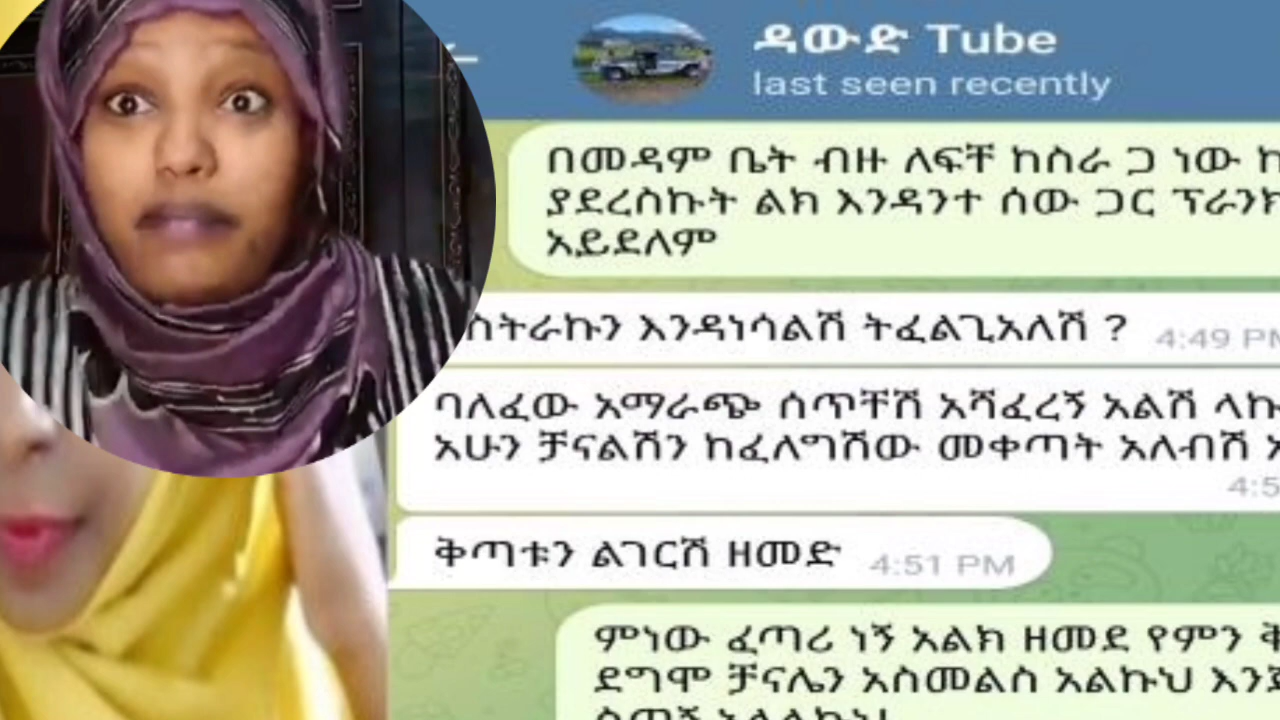 ዳውድ Tube
last seen recently
በመዳም ቤት ብዙ ለፍቸ ከስራ ጋ ነው
ያደረስኩት ልክ እንዳንተ ሰው ጋር ፕራንክ
አይደለም
እንዳነሳልሽ ትፈልጊአለሽ ? 4:49 PM
ባለፈው አማራጭ ሰጥቸሽ አሻፈረኝ አልሽ
አሁን ቻናልሽን ከፈለግሽው መቀጣት አለብሽ
ቅጣቱን ልገርሽ ዘመድ 4:51 PM
ምነው ፈጣሪ ነኝ አልክ ዘመደ የምን
ደግሞ ቻናሌን አስመልስ አልኩህ